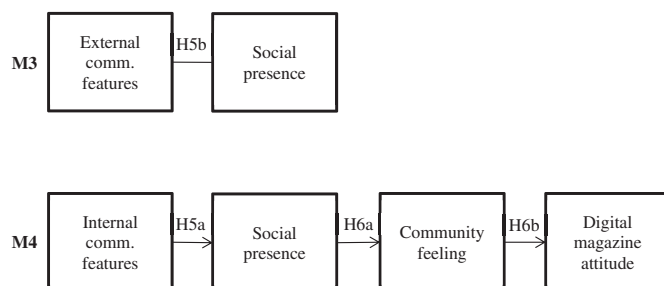 M3
External
comm.
features
H5b
Social
presence
M4
Internal
comm.
features
H5a
Social
presence
H6a
Community
feeling
H6b
Digital
magazine
attitude